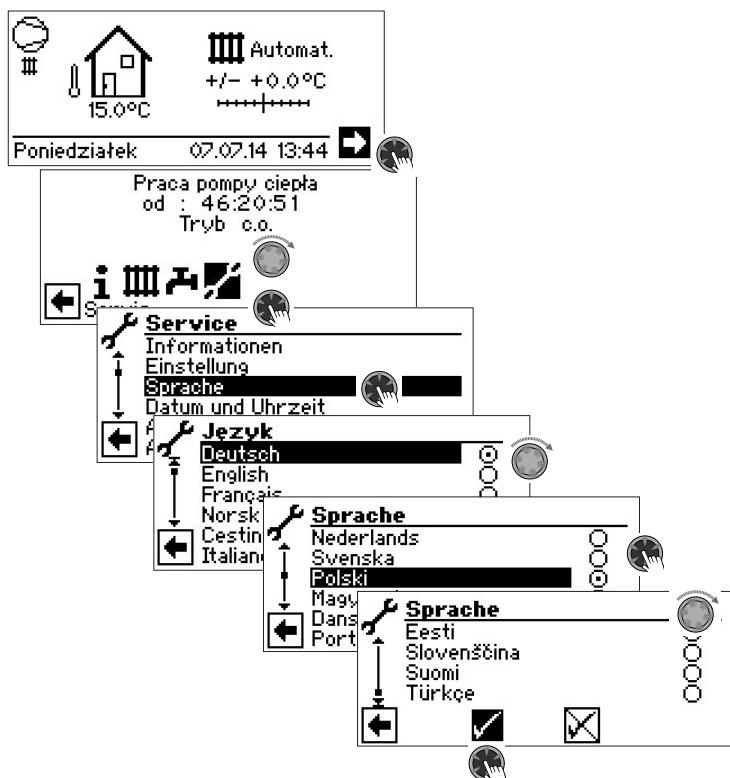 Automat.
+/- +0.0°C
15.0°C
Poniedziałek 07.07.14 13:44
Praca pompy ciepła
od : 46:20:51
Tryb c.o.
Service
Informationen
Einstellung
Sprache
Datum und Uhrzeit
Język
Deutsch
English
Français
Norsk
Sprache
Nederlands
Svenska
Polski
Sprache
Eesti
Slovenščina
Suomi
Türkçe